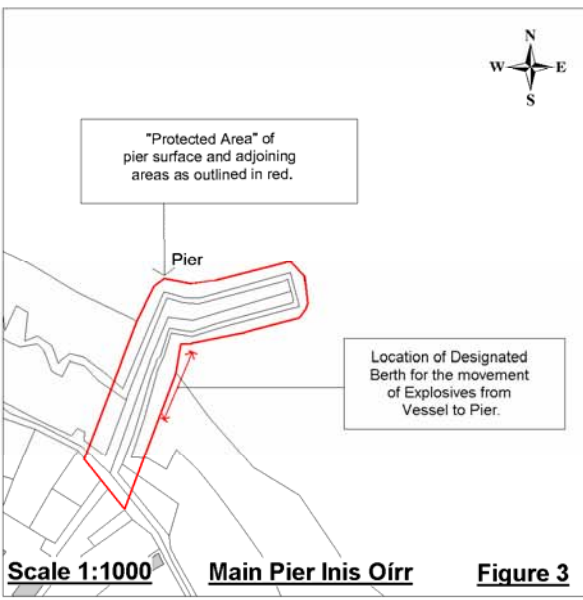 N
W E
S
"Protected Area" of
pier surface and adjoining
areas as outlined in red.
Pier
Location of Designated
Berth for the movement
of Explosives from
Vessel to Pier.
Scale 1:1000 Main Pier Inis Oírr Figure 3